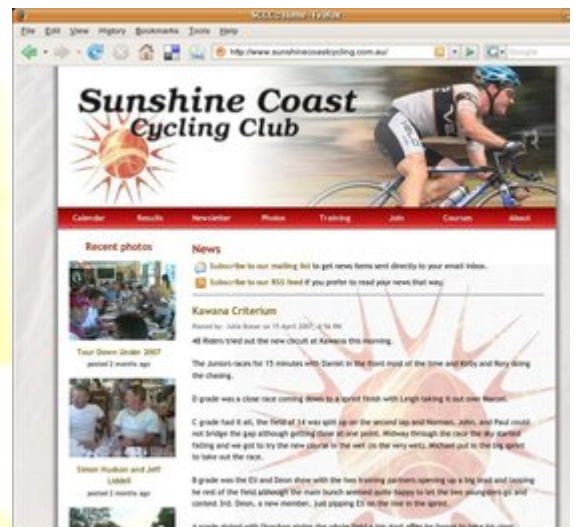 SCCC :: Home - Firefox
File Edit View History Bookmarks Tools Help
http://www.sunshinecoastcycling.com.au/
Google
Sunshine Coast
Cycling Club
Calendar Results Newsletter Photos Training Join Courses About
Recent photos
Tour Down Under 2007
posted 2 months ago
Simon Hudson and Jeff
Liddell
posted 2 months ago
News
Subscribe to our mailing list to get news items sent directly to your email inbox.
Subscribe to our RSS feed if you prefer to read your news that way.
Kawana Criterium
Posted by: Julie on 15 April 2007, PM
48 Riders tried out the new circuit at Kawana this morning.
The Juniors races for 15 minutes with Daniel in the front most of the time and Kirby and Rory doing
the chasing.
D grade was a close race coming down to a sprint finish with Leigh taking it out over
C grade had it all, the field of 14 was split up on the second lap and Norman, John, and Paul could
not bridge the gap although getting close at one point. Midway through the race the sky started
falling and we got to try the new course in the wet (in the very wet). Michael put in the big sprint
to take out the race.
B grade was the Eli and Deon show with the two training partners opening up a big lead and lapping
he rest of the field although the main bunch seemed quite happy to let the two youngsters go and
contest 3rd. Deon, a new member, just pipping Eli on the line in the sprint.
A grade started with the whole field a lap